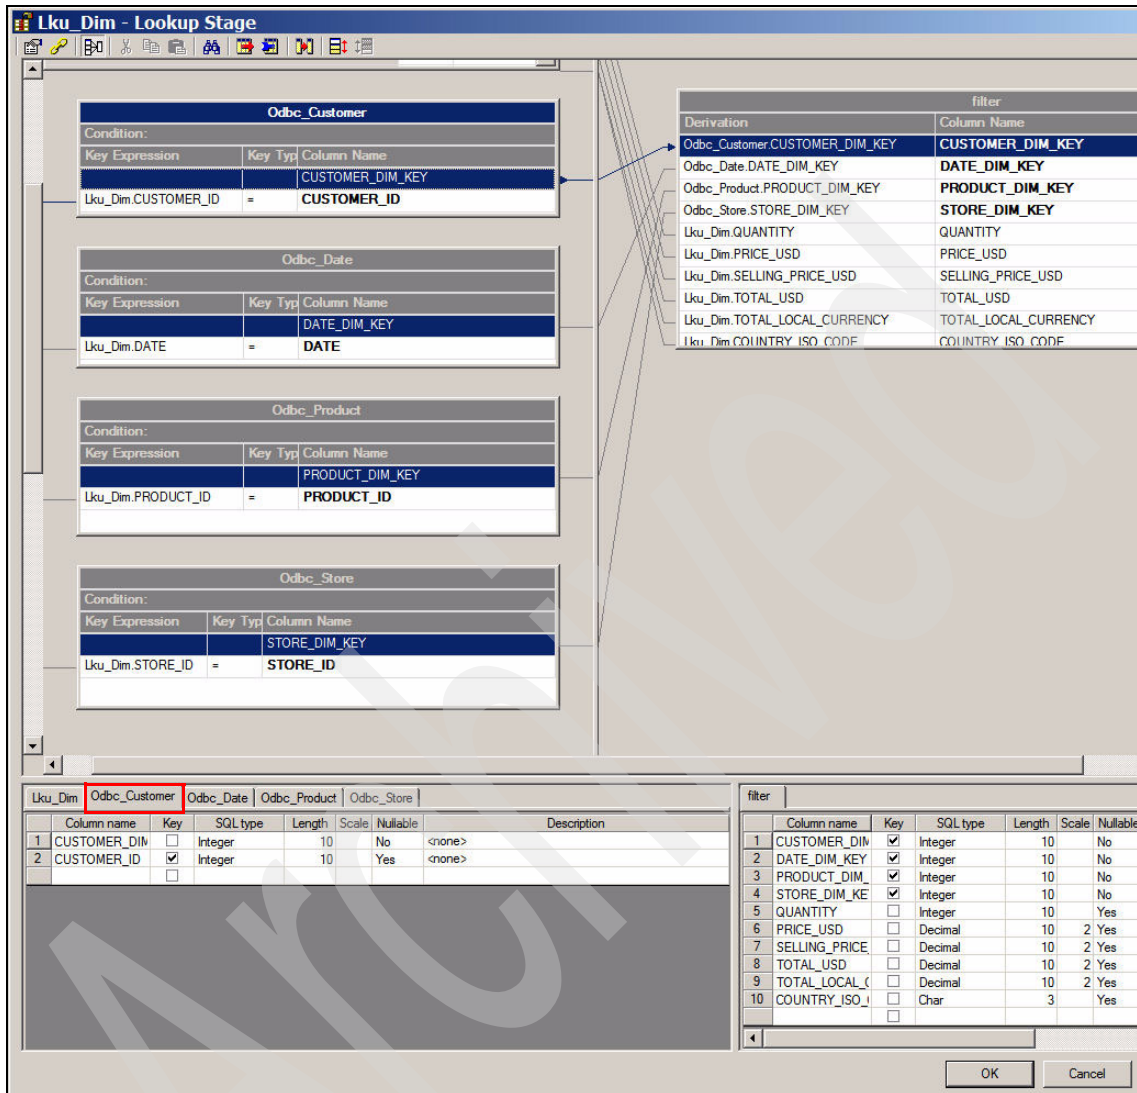 Lku_Dim - Lookup Stage
Odbc_Customer
Condition:
Key Expression Key Typ Column Name
CUSTOMER_DIM_KEY
Lku_Dim.CUSTOMER_ID = CUSTOMER_ID
Odbc_Date
Condition:
Key Expression Key Typ Column Name
DATE_DIM_KEY
Lku_Dim.DATE = DATE
Odbc_Product
Condition:
Key Expression Key Typ Column Name
PRODUCT_DIM_KEY
Lku_Dim.PRODUCT_ID = PRODUCT_ID
Odbc_Store
Condition:
Key Expression Key Typ Column Name
STORE_DIM_KEY
Lku_Dim.STORE_ID = STORE_ID
filter
Derivation Column Name
Odbc_Customer.CUSTOMER_DIM_KEY CUSTOMER_DIM_KEY
Odbc_Date.DATE_DIM_KEY DATE_DIM_KEY
Odbc_Product.PRODUCT_DIM_KEY PRODUCT_DIM_KEY
Odbc_Store.STORE_DIM_KEY STORE_DIM_KEY
Lku_Dim.QUANTITY QUANTITY
Lku_Dim.PRICE_USD PRICE_USD
Lku_Dim.SELLING_PRICE_USD SELLING_PRICE_USD
Lku_Dim.TOTAL_USD TOTAL_USD
Lku_Dim.TOTAL_LOCAL_CURRENCY TOTAL_LOCAL_CURRENCY
Lku_Dim.COUNTRY_ISO_CODE COUNTRY_ISO_CODE
Lku_Dim Odbc_Customer Odbc_Date Odbc_Product Odbc_Store
Column name Key SQL type Length Scale Nullable Description
1 CUSTOMER_DIM Integer 10 No <none>
2 CUSTOMER_ID Integer 10 Yes <none>
filter
Column name Key SQL type Length Scale Nullable
1 CUSTOMER_DIM Integer 10 No
2 DATE_DIM_KEY Integer 10 No
3 PRODUCT_DIM_ Integer 10 No
4 STORE_DIM_KE Integer 10 No
5 QUANTITY Integer 10 Yes
6 PRICE_USD Decimal 10 2 Yes
7 SELLING_PRICE Decimal 10 2 Yes
8 TOTAL_USD Decimal 10 2 Yes
9 TOTAL_LOCAL_C Decimal 10 2 Yes
10 COUNTRY_ISO_ Char 3 Yes
OK Cancel
Archived